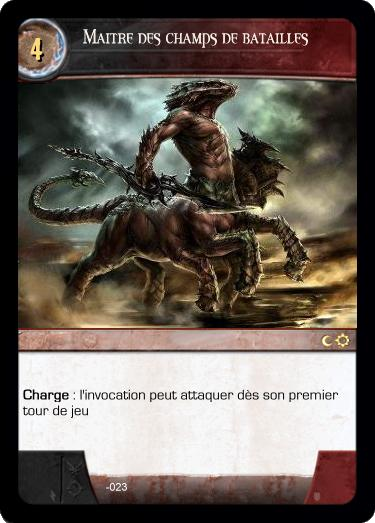 4
Maitre des champs de batailles
Charge : l'invocation peut attaquer dès son premier
tour de jeu
-023